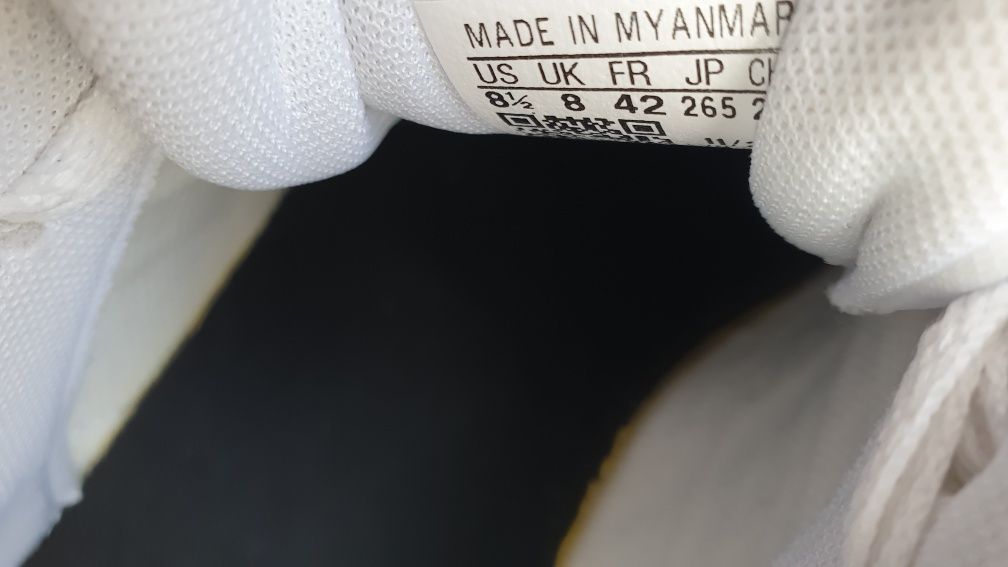 MADE IN MYANMAR
US UK FR JP
8½ 8 42 265